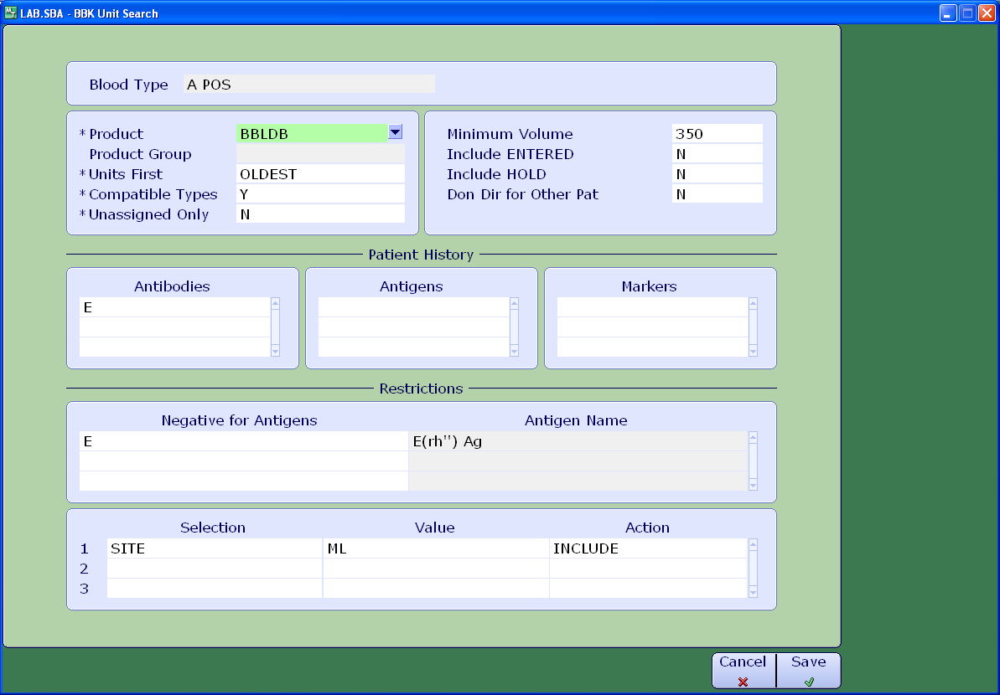 LAB.SBA - BBK Unit Search
Blood Type A POS
*Product BBLDB
Product Group
*Units First OLDEST
*Compatible Types Y
*Unassigned Only N
Minimum Volume 350
Include ENTERED N
Include HOLD N
Don Dir for Other Pat N
Patient History
Antibodies Antigens Markers
E
Restrictions
Negative for Antigens Antigen Name
E E(rh") Ag
Selection Value Action
1 SITE ML INCLUDE
2
3
Cancel Save